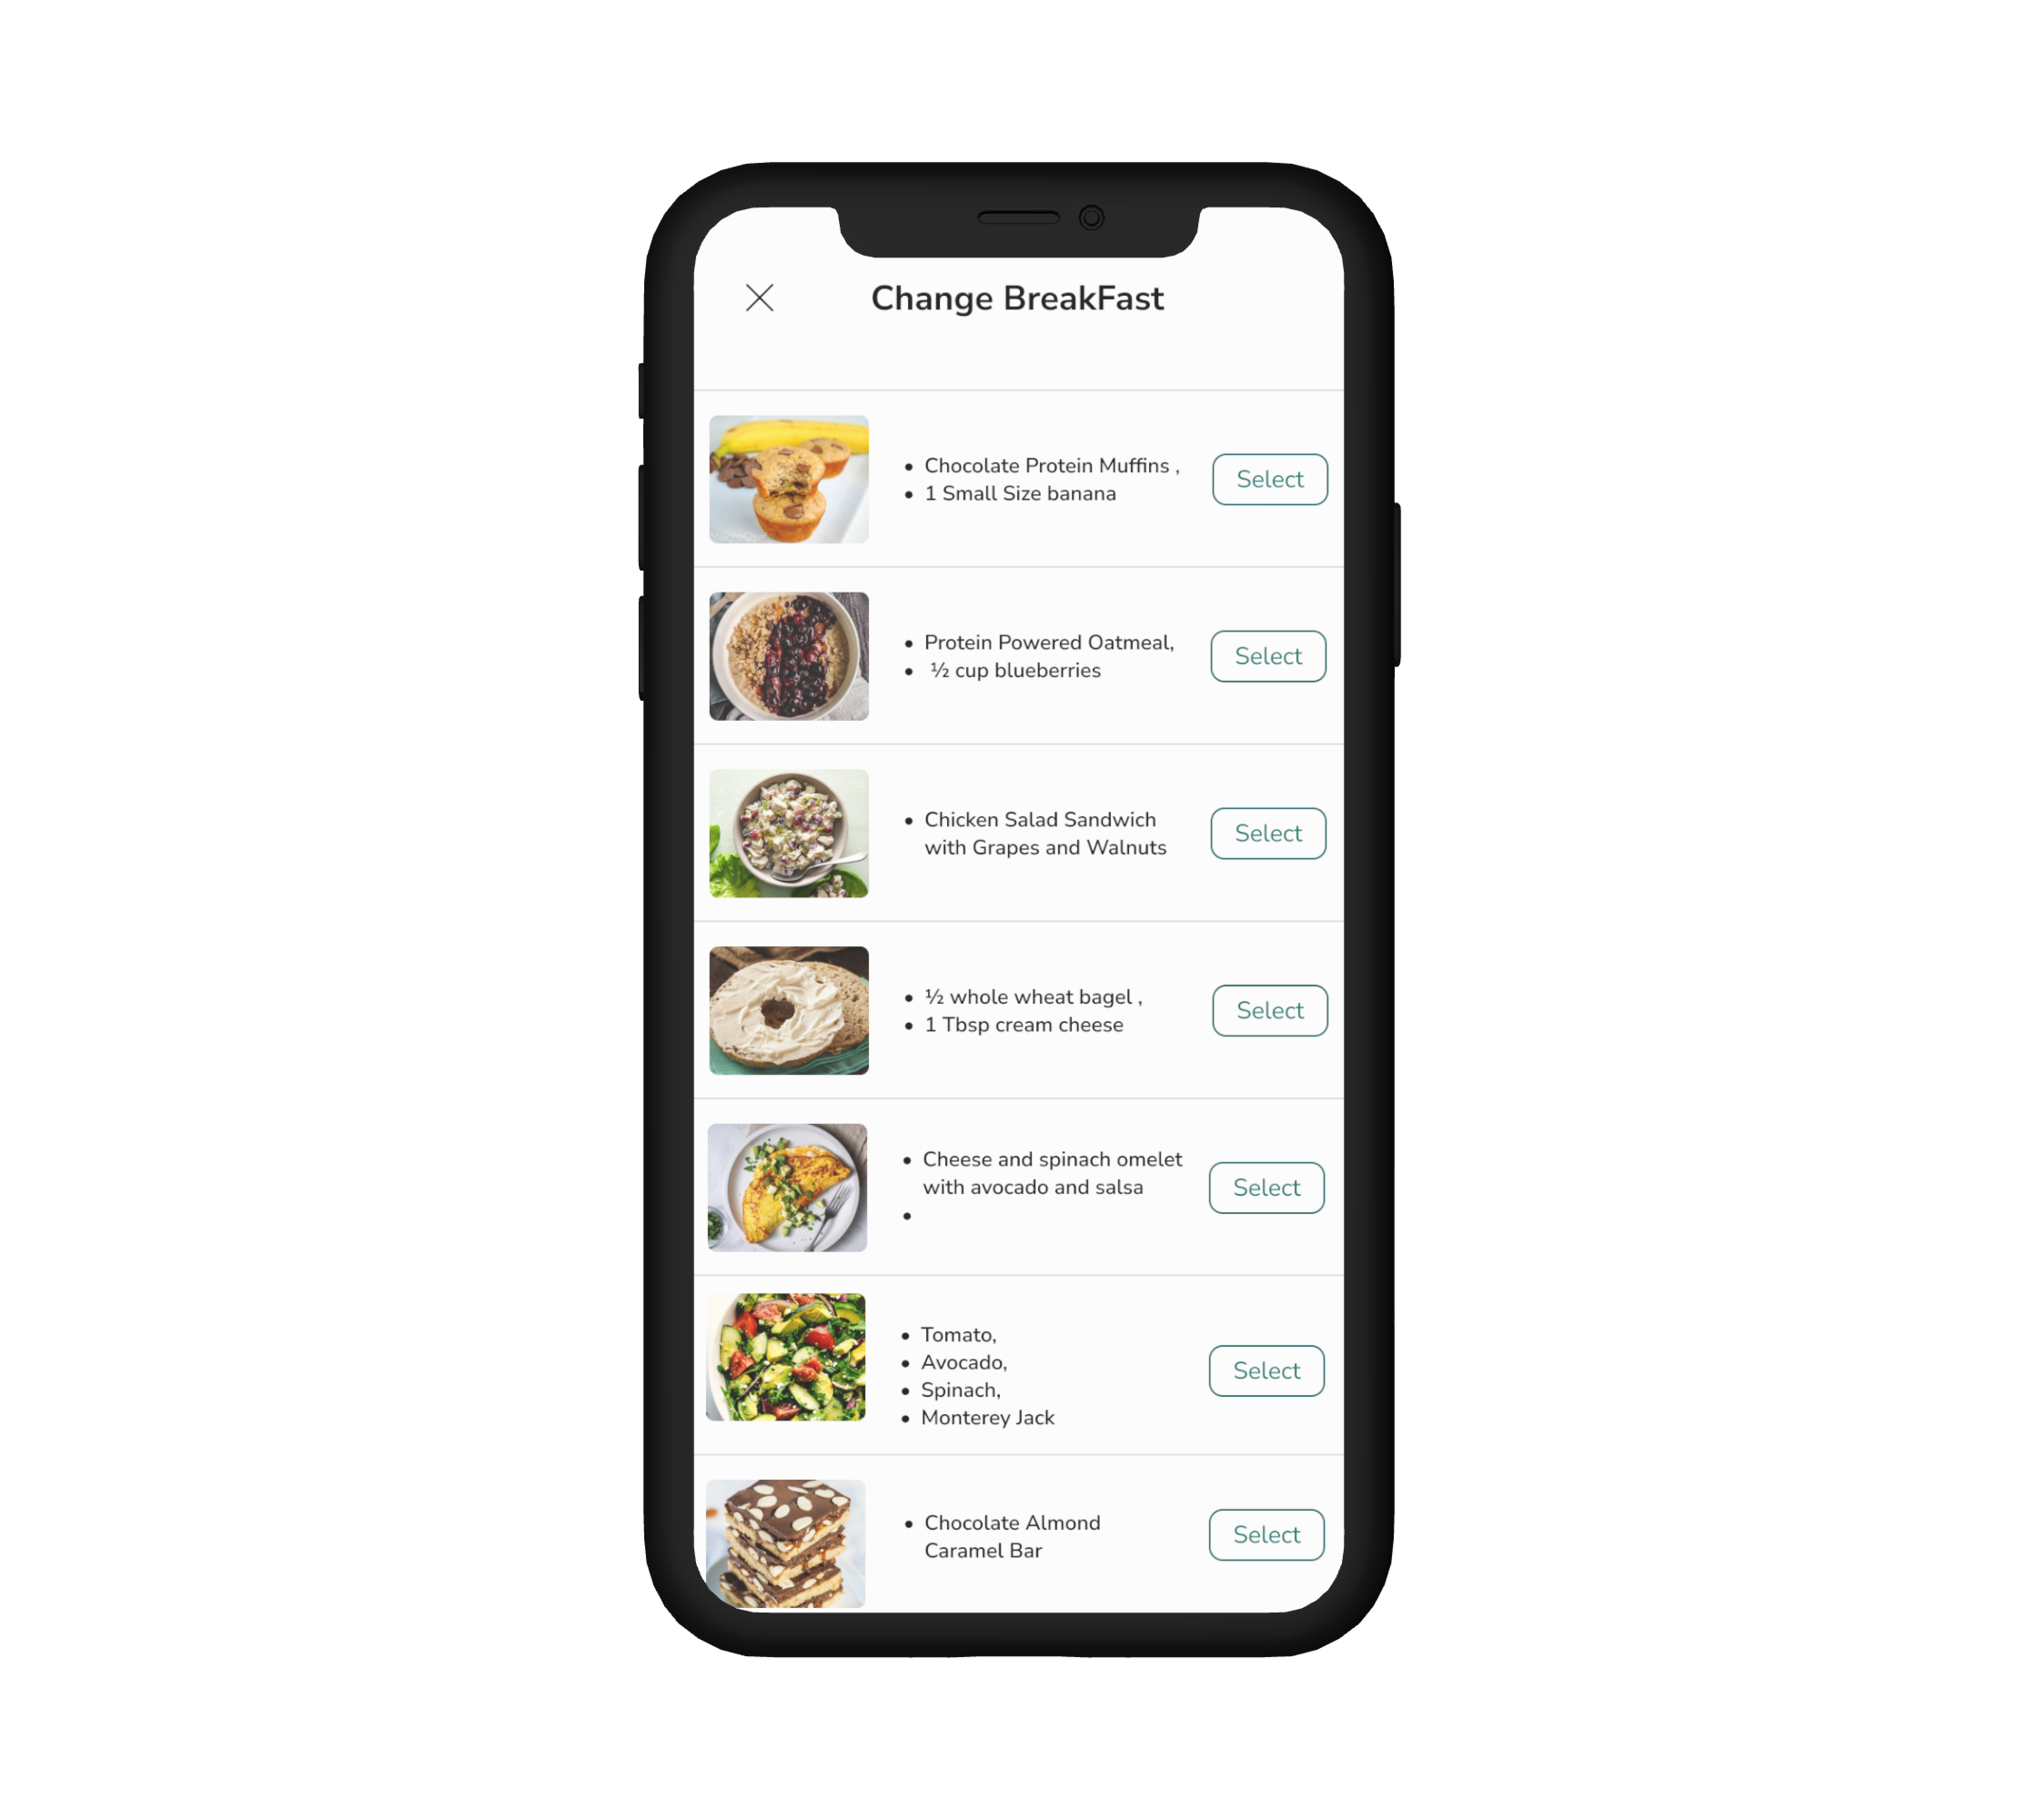 Change BreakFast
• Chocolate Protein Muffins ,
• 1 Small Size banana
Select
• Protein Powered Oatmeal,
• ½ cup blueberries
Select
• Chicken Salad Sandwich
with Grapes and Walnuts
Select
• ½ whole wheat bagel ,
• 1 Tbsp cream cheese
Select
• Cheese and spinach omelet
with avocado and salsa
•
Select
• Tomato,
• Avocado,
• Spinach,
• Monterey Jack
Select
• Chocolate Almond
Caramel Bar
Select